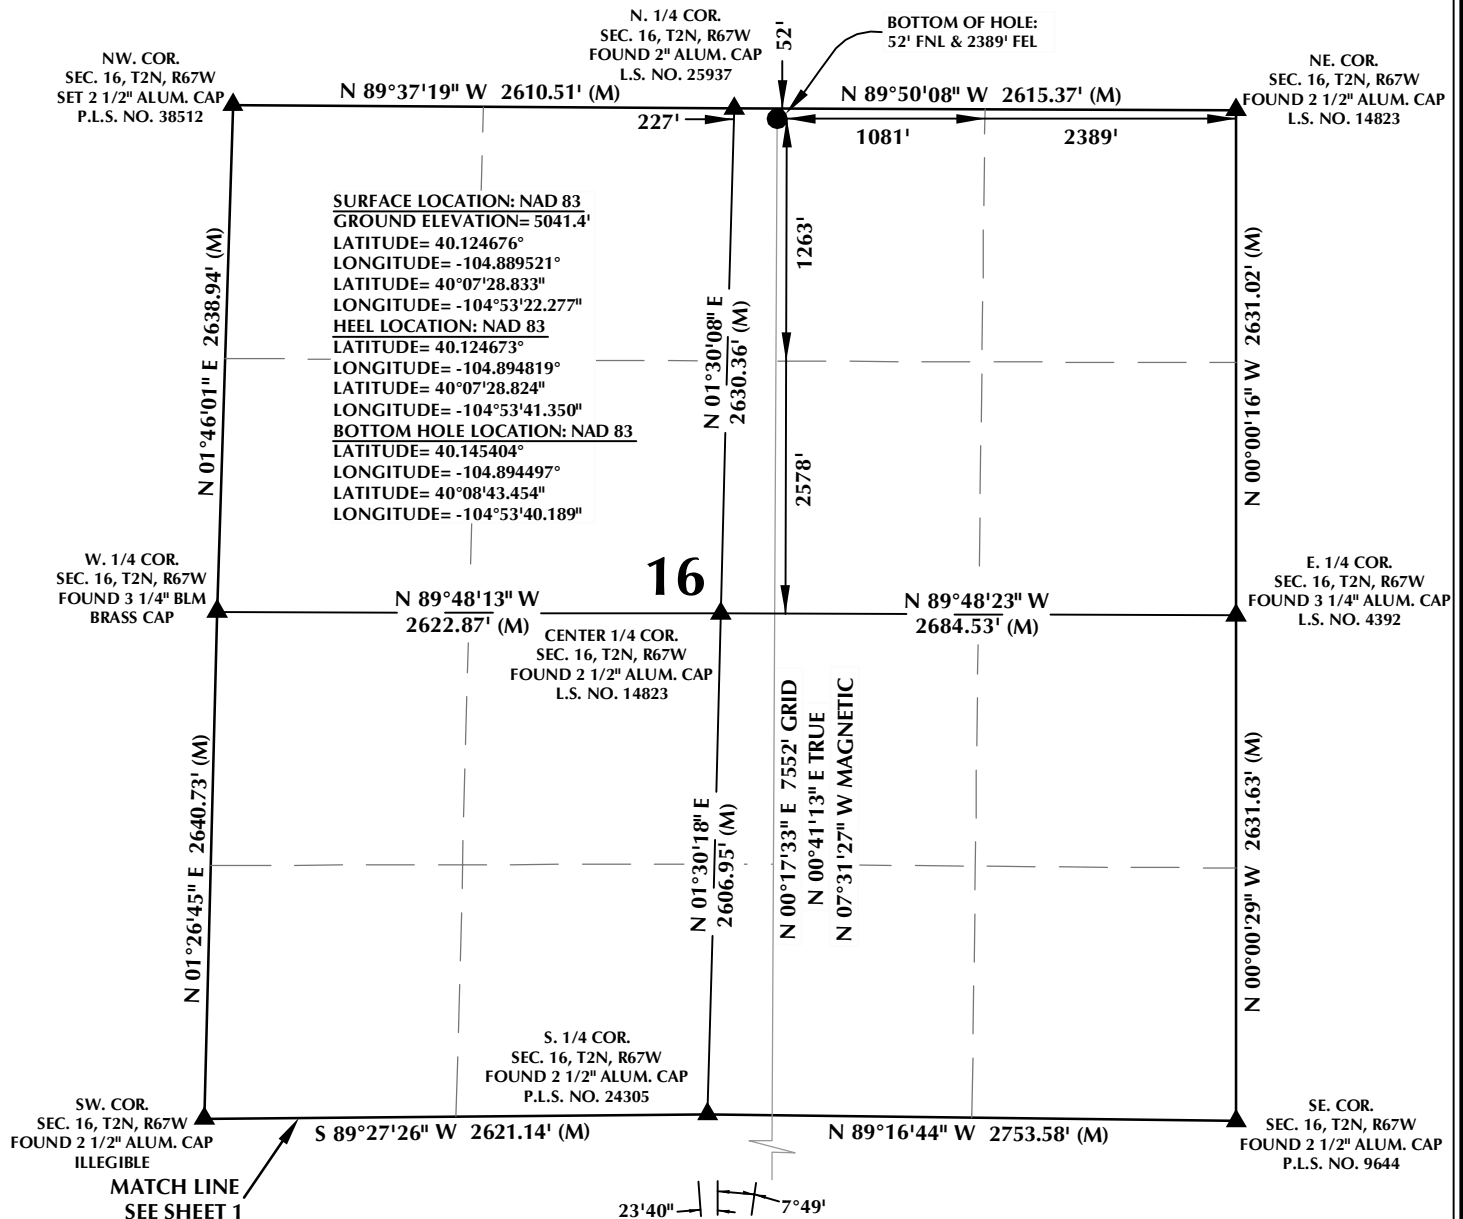 N. 1/4 COR.
SEC. 16, T2N, R67W
FOUND 2" ALUM. CAP
L.S. NO. 25937
52'
BOTTOM OF HOLE:
52' FNL & 2389' FEL
NW. COR.
SEC. 16, T2N, R67W
SET 2 1/2" ALUM. CAP
P.L.S. NO. 38512
NE. COR.
SEC. 16, T2N, R67W
FOUND 2 1/2" ALUM. CAP
L.S. NO. 14823
N 89°37'19" W 2610.51' (M)
N 89°50'08" W 2615.37' (M)
227'
1081'
2389'
SURFACE LOCATION: NAD 83
GROUND ELEVATION= 5041.4'
LATITUDE= 40.124676°
LONGITUDE= -104.889521°
LATITUDE= 40°07'28.833"
LONGITUDE= -104°53'22.277"
HEEL LOCATION: NAD 83
LATITUDE= 40.124673°
LONGITUDE= -104.894819°
LATITUDE= 40°07'28.824"
LONGITUDE= -104°53'41.350"
BOTTOM HOLE LOCATION: NAD 83
LATITUDE= 40.145404°
LONGITUDE= -104.894497°
LATITUDE= 40°08'43.454"
LONGITUDE= -104°53'40.189"
N 01°46'01" E 2638.94' (M)
N 01°30'08" E
2630.36' (M)
1263'
2578'
N 00°00'16" W 2631.02' (M)
W. 1/4 COR.
SEC. 16, T2N, R67W
FOUND 3 1/4" BLM
BRASS CAP
16
E. 1/4 COR.
SEC. 16, T2N, R67W
FOUND 3 1/4" ALUM. CAP
L.S. NO. 4392
N 89°48'13" W
2622.87' (M)
N 89°48'23" W
2684.53' (M)
CENTER 1/4 COR.
SEC. 16, T2N, R67W
FOUND 2 1/2" ALUM. CAP
L.S. NO. 14823
N 01°26'45" E 2640.73' (M)
N 01°30'18" E
2606.95' (M)
N 00°17'33" E 7552' GRID
N 00°41'13" E TRUE
N 07°31'27" W MAGNETIC
N 00°00'29" W 2631.63' (M)
S. 1/4 COR.
SEC. 16, T2N, R67W
FOUND 2 1/2" ALUM. CAP
P.L.S. NO. 24305
SW. COR.
SEC. 16, T2N, R67W
FOUND 2 1/2" ALUM. CAP
ILLEGIBLE
SE. COR.
SEC. 16, T2N, R67W
FOUND 2 1/2" ALUM. CAP
P.L.S. NO. 9644
S 89°27'26" W 2621.14' (M)
N 89°16'44" W 2753.58' (M)
MATCH LINE
SEE SHEET 1
23'40"
7°49'